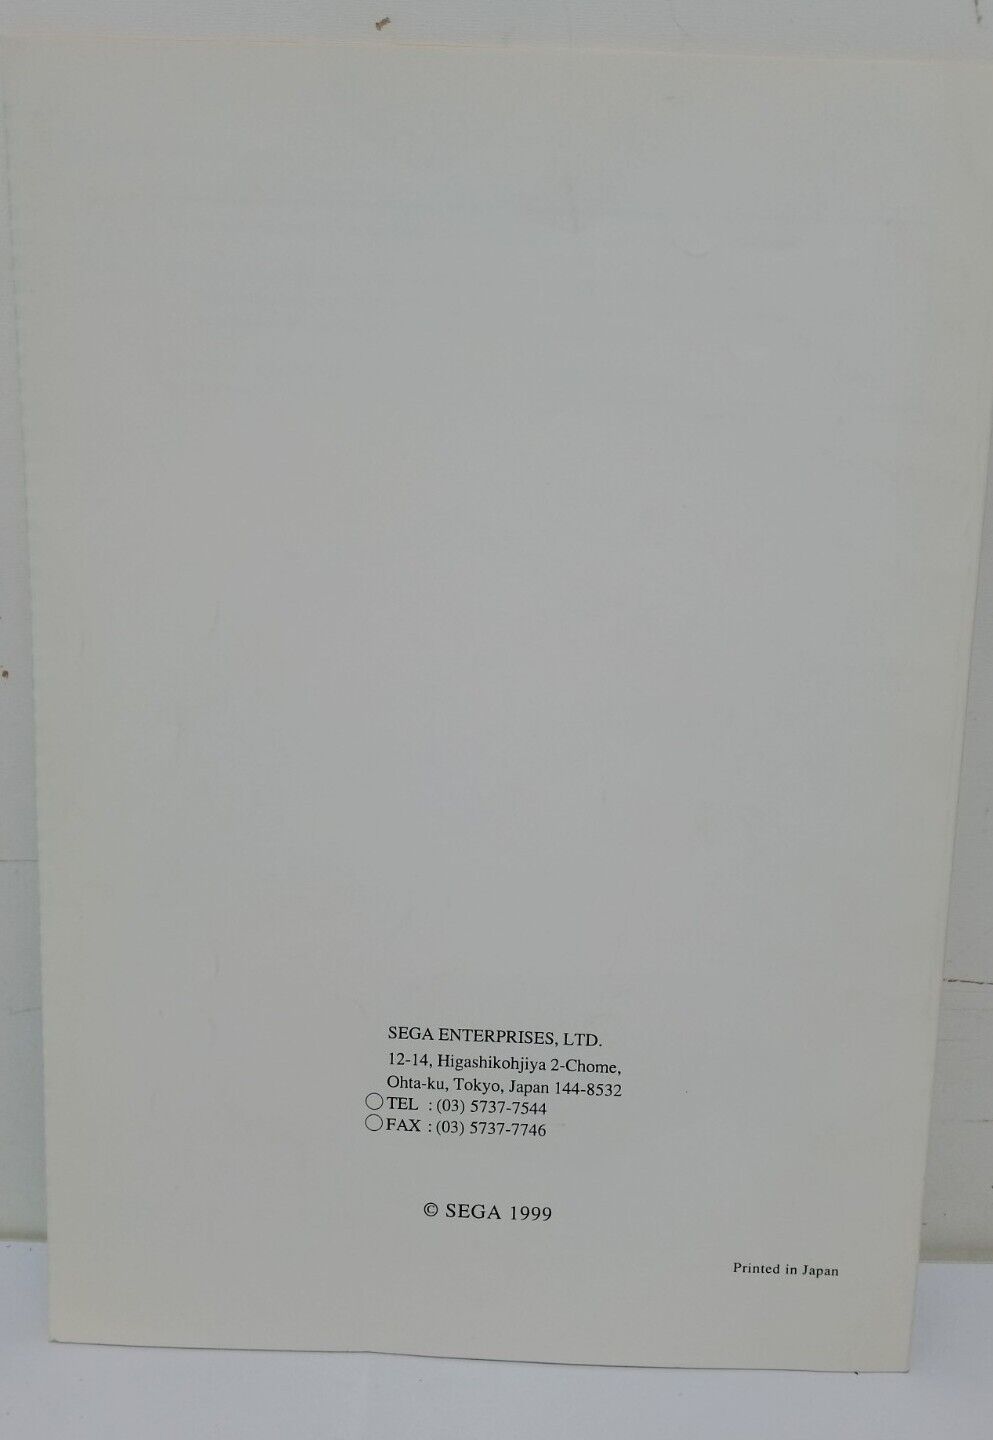 SEGA ENTERPRISES, LTD.
12-14, Higashikohjiya 2-Chome,
Ohta-ku, Tokyo, Japan 144-8532
○TEL : (03) 5737-7544
○FAX : (03) 5737-7746
© SEGA 1999
Printed in Japan